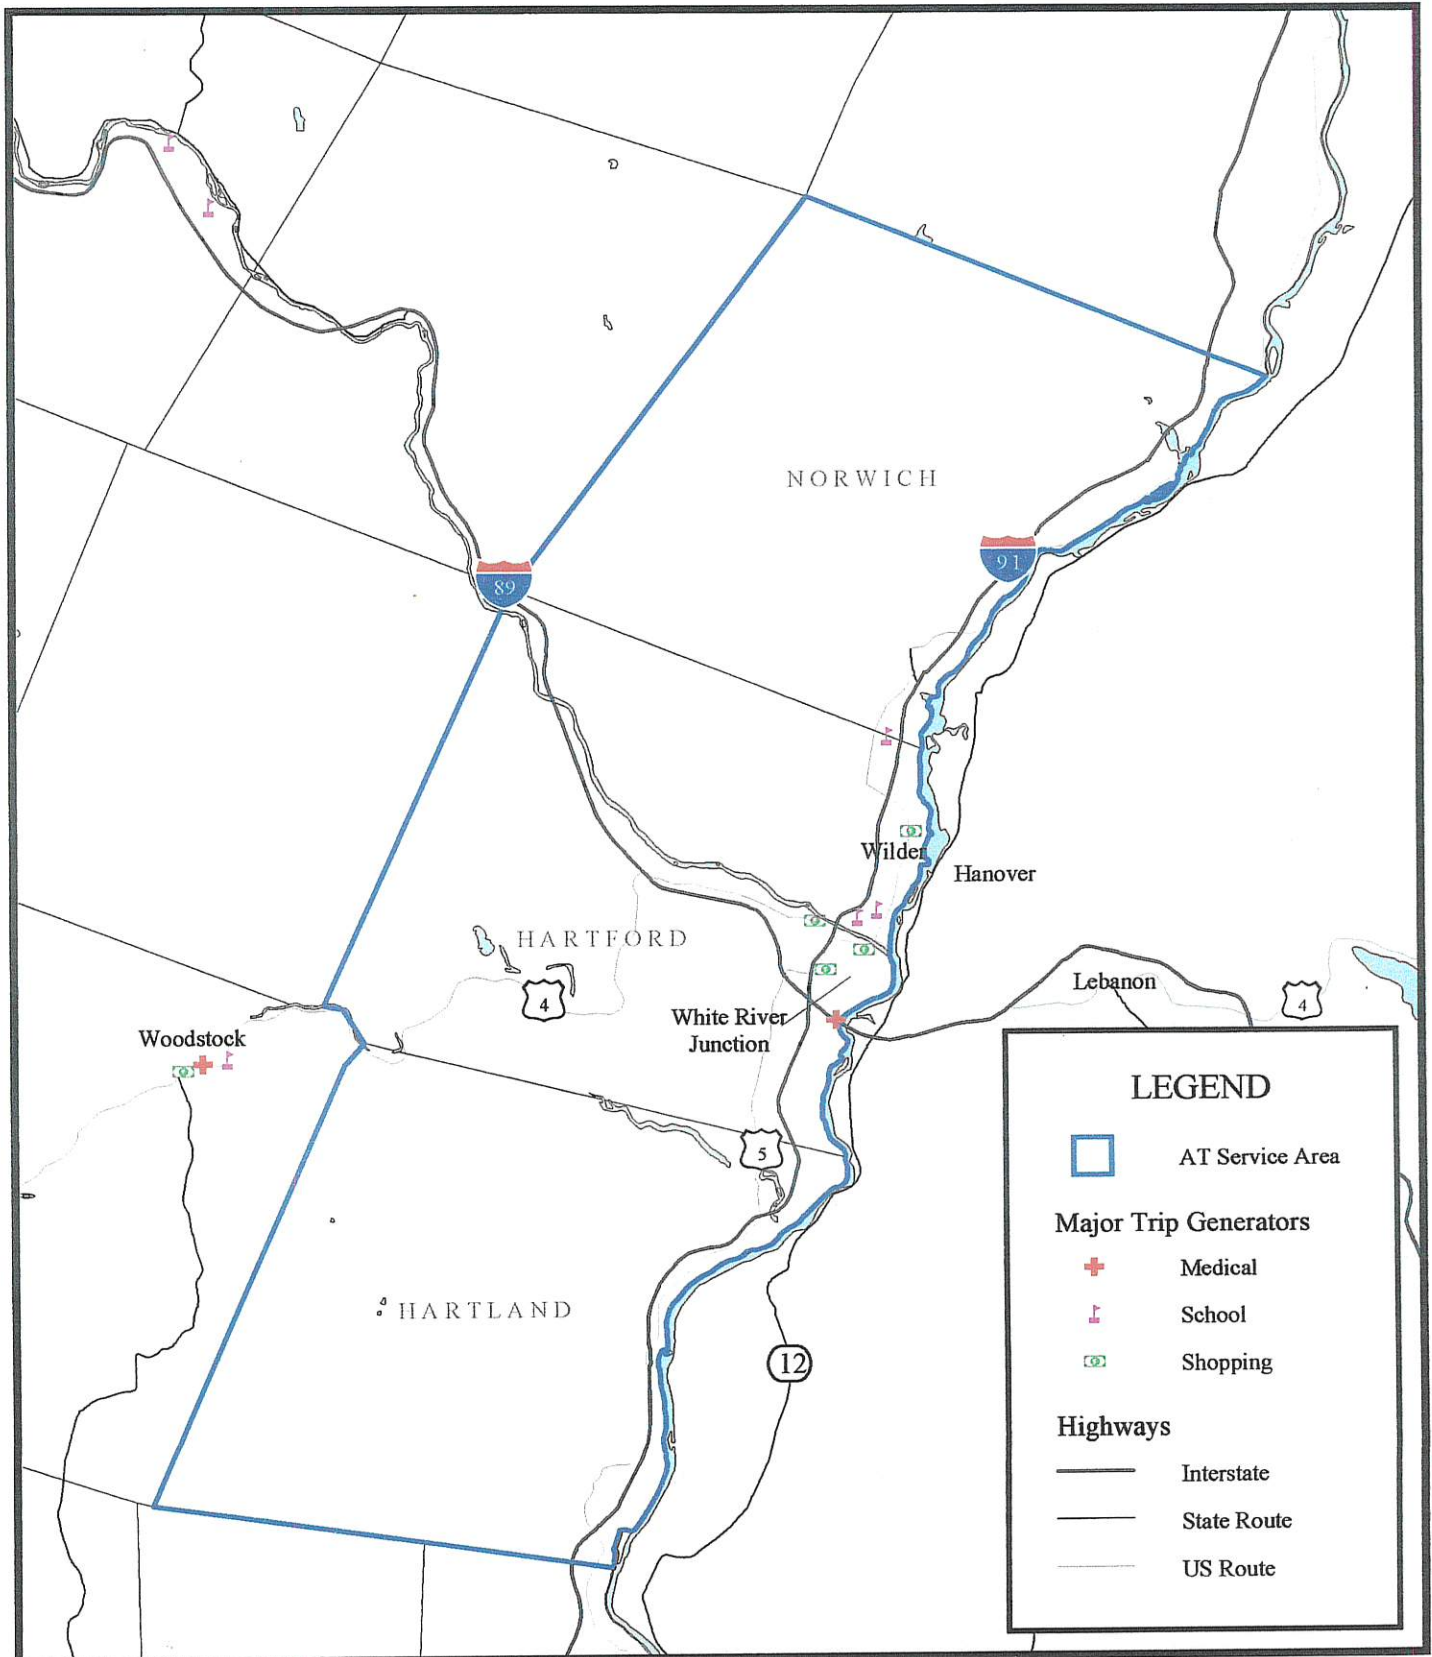 NORWICH
91
89
Wilder
Hanover
HARTFORD
4
Lebanon
4
White River
Junction
Woodstock
5
HARTLAND
12
LEGEND
AT Service Area
Major Trip Generators
Medical
School
Shopping
Highways
Interstate
State Route
US Route